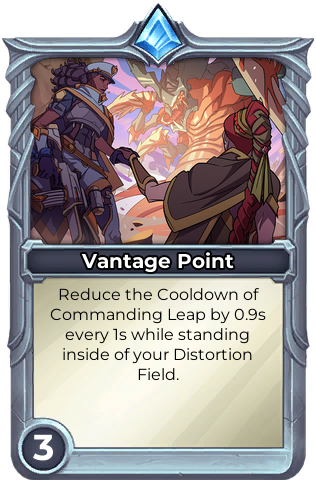 Vantage Point
Reduce the Cooldown of
Commanding Leap by 0.9s
every 1s while standing
inside of your Distortion
Field.
3